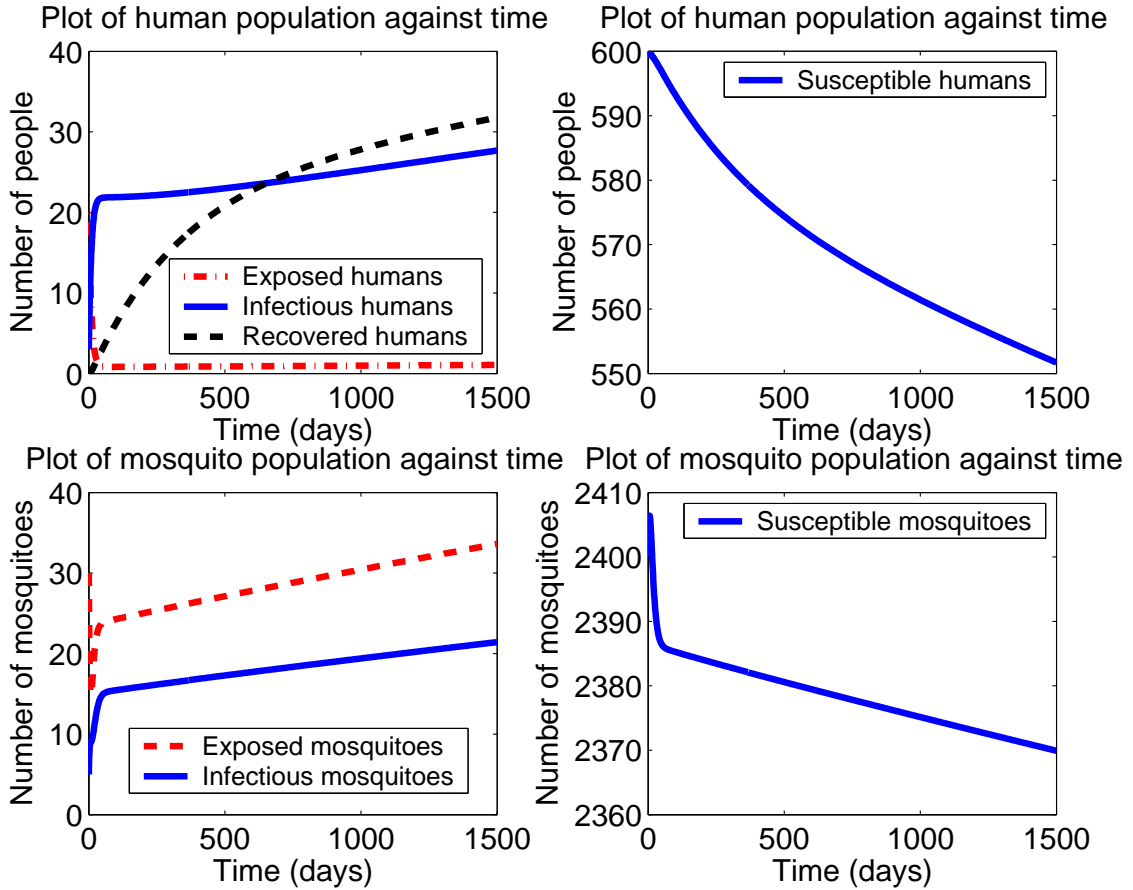 Plot of human population against time
Number of people
40
30
20
10
0
Exposed humans
Infectious humans
Recovered humans
0 500 1000 1500
Time (days)
Plot of human population against time
Number of people
600
590
580
570
560
550
Susceptible humans
0 500 1000 1500
Time (days)
Plot of mosquito population against time
Number of mosquitoes
40
30
20
10
0
Exposed mosquitoes
Infectious mosquitoes
0 500 1000 1500
Time (days)
Plot of mosquito population against time
Number of mosquitoes
2410
2400
2390
2380
2370
2360
Susceptible mosquitoes
0 500 1000 1500
Time (days)